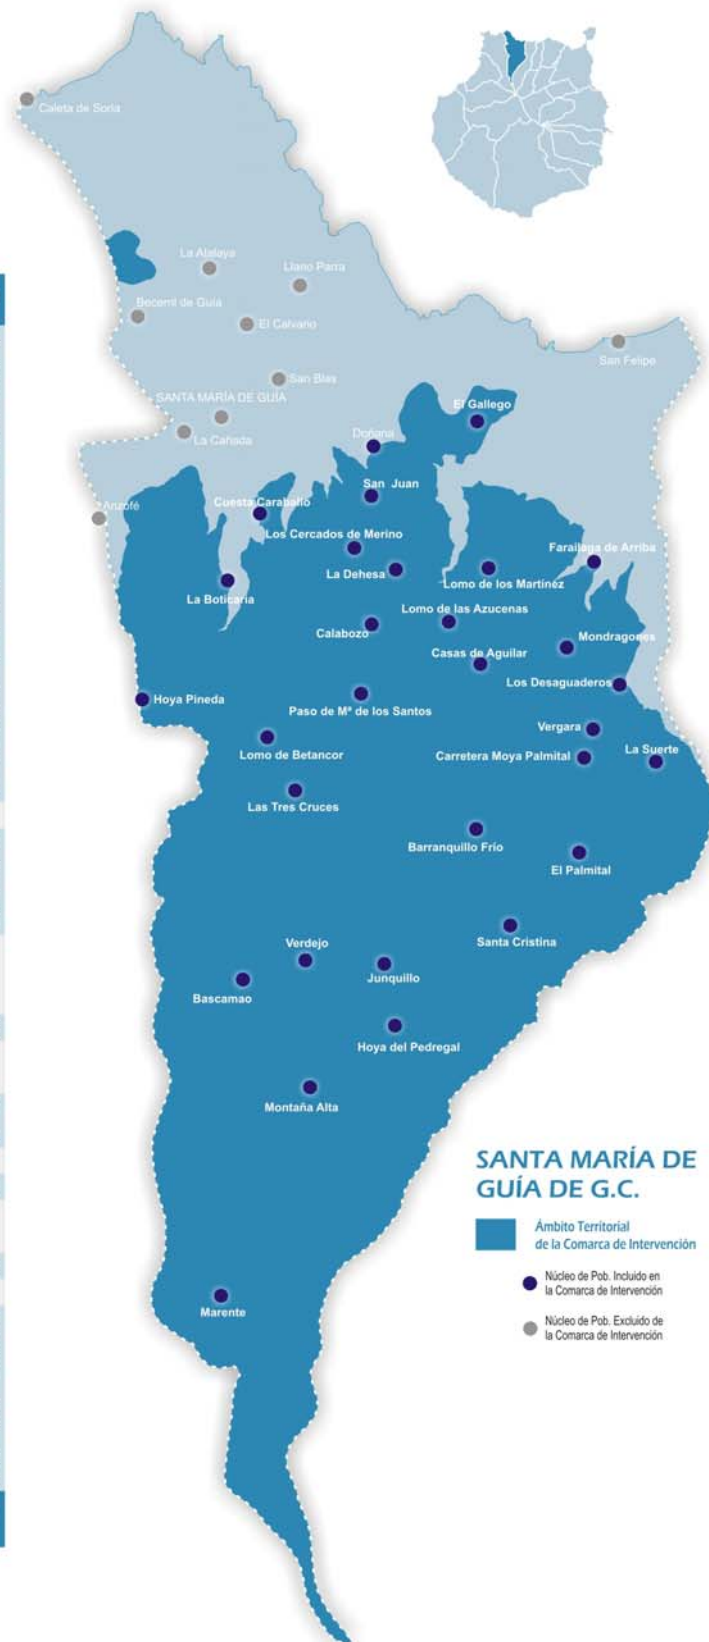 Caleta de Soria
La Atalaya
Llano Parra
Becerril de Guía
El Calvario
San Felipe
San Blas
SANTA MARÍA DE GUÍA
El Gallego
La Cañada
Doñana
San Juan
Anzofé
Cuesta Caraballo
Los Cercados de Merino
Farailaga de Arriba
La Dehesa
Lomo de los Martínez
La Boticaria
Lomo de las Azucenas
Calabozo
Mondragones
Casas de Aguilar
Los Desaguaderos
Hoya Pineda
Paso de Mª de los Santos
Vergara
Lomo de Betancor
Carretera Moya Palmital
La Suerte
Las Tres Cruces
Barranquillo Frío
El Palmital
Santa Cristina
Verdejo
Junquillo
Bascamao
Hoya del Pedregal
Montaña Alta
SANTA MARÍA DE
GUÍA DE G.C.
Ámbito Territorial
de la Comarca de Intervención
Núcleo de Pob. Incluido en
la Comarca de Intervención
Marente
Núcleo de Pob. Excluido de
la Comarca de Intervención